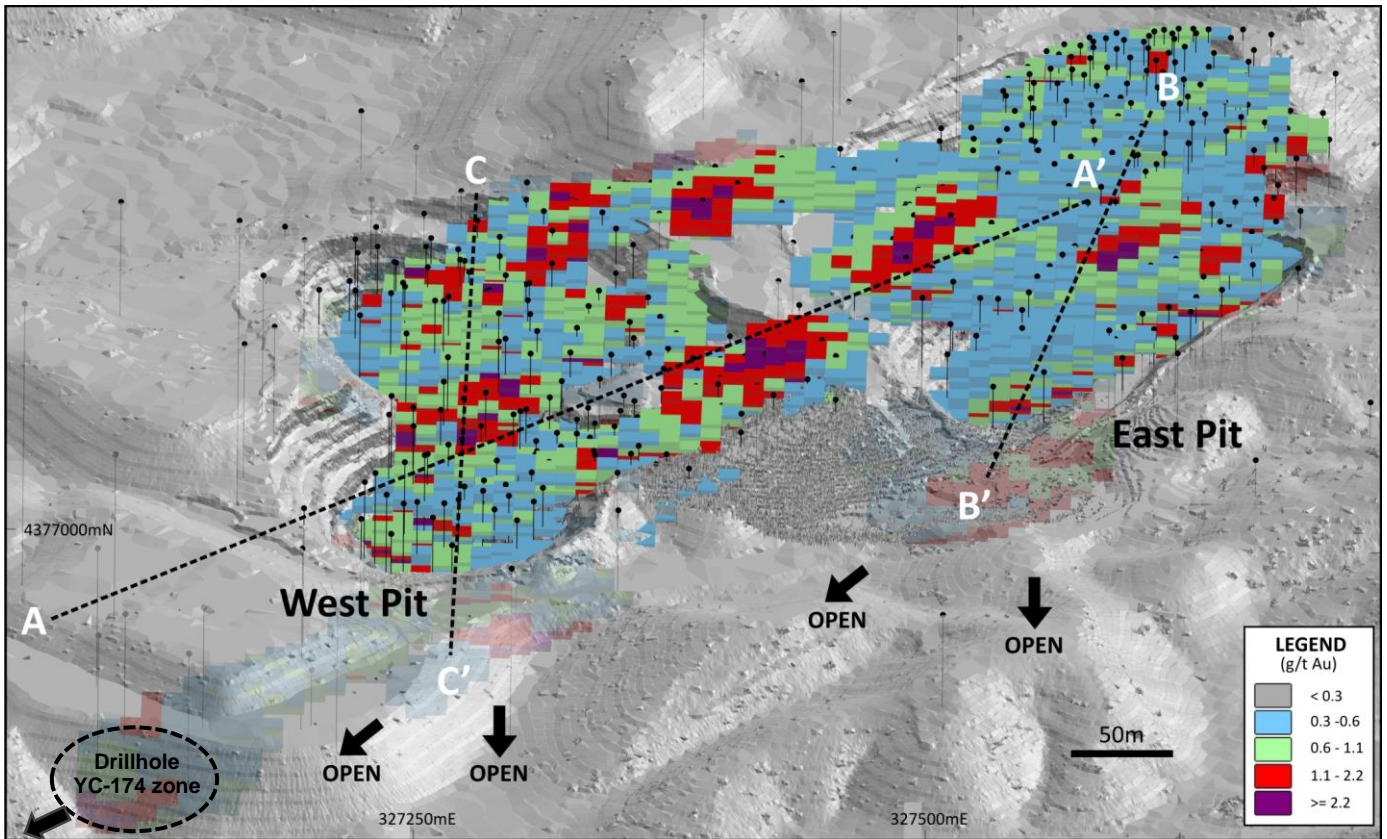 B
C
A'
East Pit
B'
4377000mN
West Pit
A
OPEN
OPEN
C'
LEGEND
(g/t Au)
< 0.3
0.3 -0.6
0.6 - 1.1
1.1 - 2.2
>= 2.2
50m
Drillhole
YC-174 zone
OPEN
OPEN
327250mE
327500mE